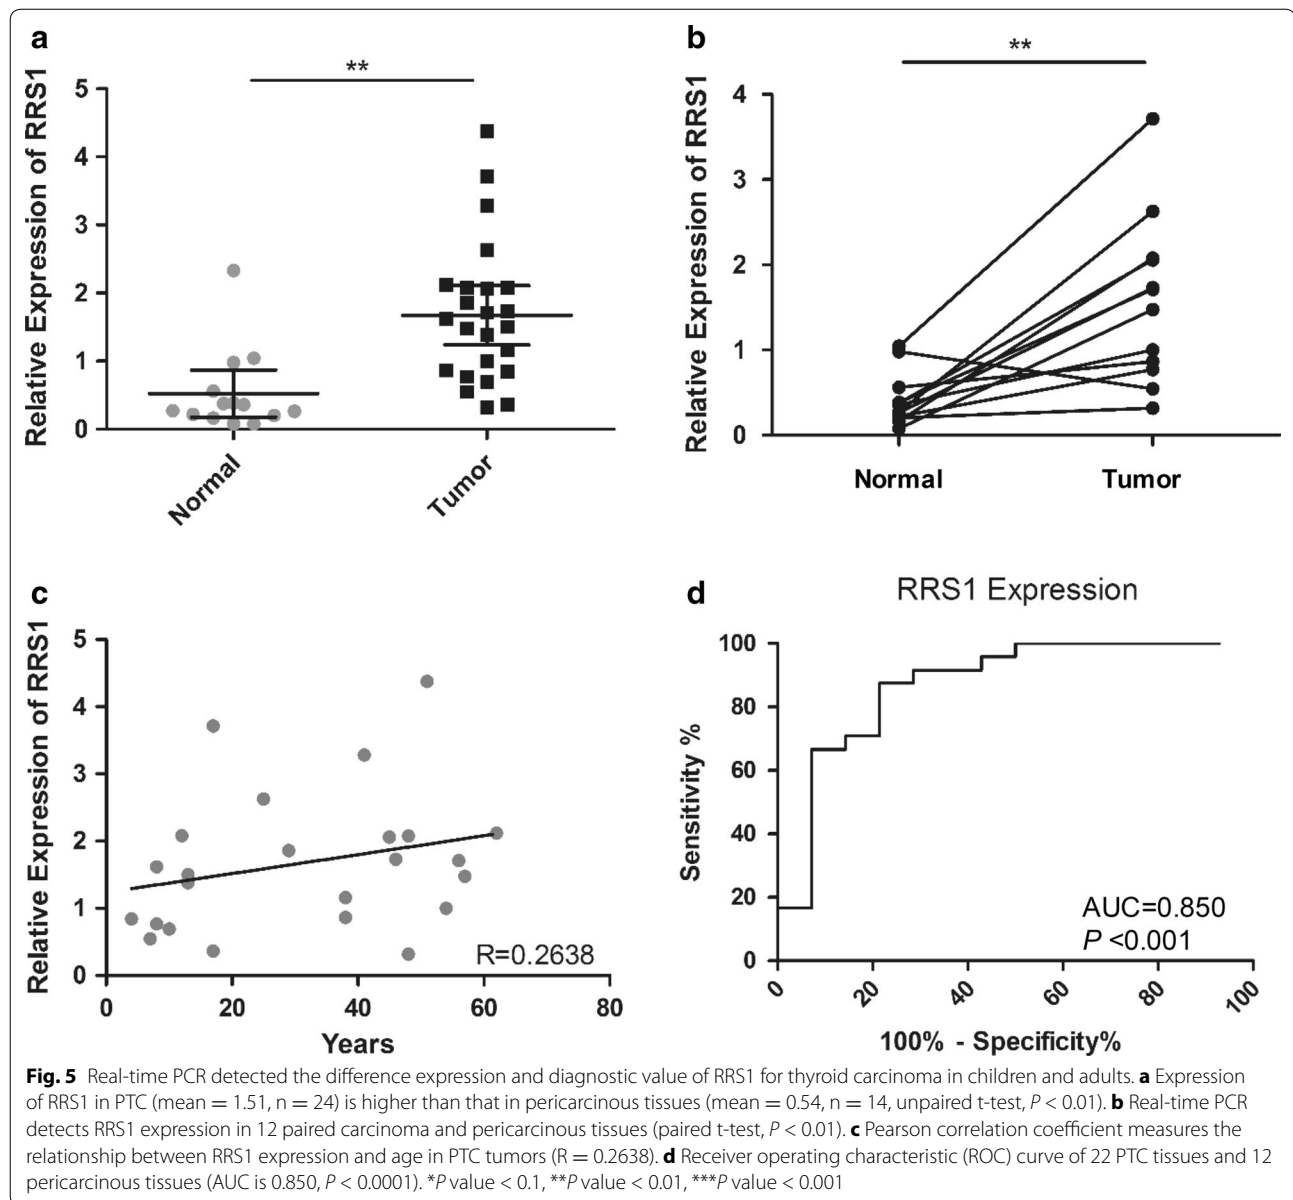 a
**
Relative Expression of RRS1
5
4
3
2
1
0
Normal
Tumor
b
**
Relative Expression of RRS1
4
3
2
1
0
Normal
Tumor
c
Relative Expression of RRS1
5
4
3
2
1
0
R=0.2638
0
20
40
60
80
Years
d
RRS1 Expression
Sensitivity %
100
80
60
40
20
0
AUC=0.850
P <0.001
0
20
40
60
80
100
100% - Specificity%
Fig. 5 Real-time PCR detected the difference expression and diagnostic value of RRS1 for thyroid carcinoma in children and adults. a Expression
of RRS1 in PTC (mean = 1.51, n = 24) is higher than that in pericarcinous tissues (mean = 0.54, n = 14, unpaired t-test, P < 0.01). b Real-time PCR
detects RRS1 expression in 12 paired carcinoma and pericarcinous tissues (paired t-test, P < 0.01). c Pearson correlation coefficient measures the
relationship between RRS1 expression and age in PTC tumors (R = 0.2638). d Receiver operating characteristic (ROC) curve of 22 PTC tissues and 12
pericarcinous tissues (AUC is 0.850, P < 0.0001). *P value < 0.1, **P value < 0.01, ***P value < 0.001